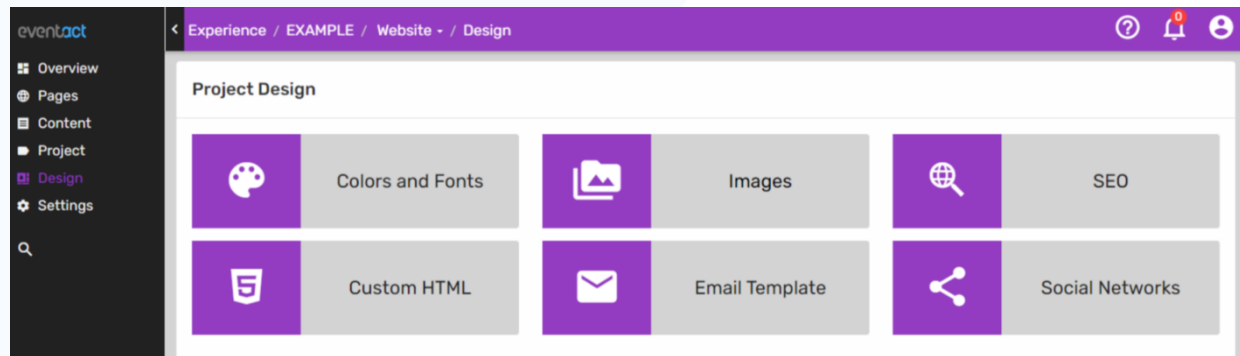 eventact
Experience / EXAMPLE / Website - / Design
0
Overview
Pages
Content
Project
Design
Settings
Project Design
Colors and Fonts
Images
SEO
Custom HTML
Email Template
Social Networks